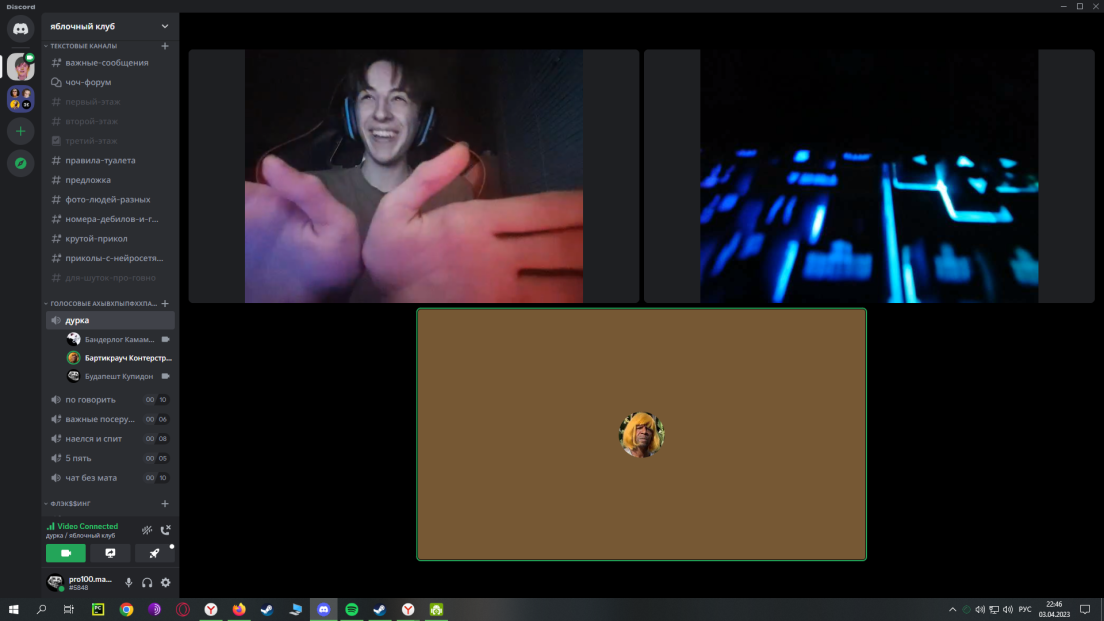 Discord
яблочный клуб
ТЕКСТОВЫЕ КАНАЛЫ
важные-сообщения
чоч-форум
первый-этаж
второй-этаж
третий-этаж
правила-туалета
предложка
фото-людей-разных
номера-дебилов-и-г...
крутой-прикол
приколы-с-нейросетя...
для-шуток-про-говно
ГОЛОСОВЫЕ АХЫВХПЫПФХХПА...
дурка
Бандерлог Камам...
Бартикрауч Контерстр...
Будапешт Купидон
по говорить 00 10
важные посеру... 00 06
наелся и спит 00 08
5 пять 00 05
чат без мата 00 10
ФЛЭК$$ИНГ
Video Connected
дурка / яблочный клуб
pro100.ma...
#5848
PC
РУС
22:46
03.04.2023